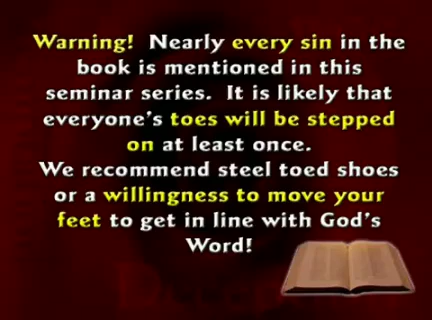 Warning! Nearly every sin in the
book is mentioned in this
seminar series. It is likely that
everyone's toes will be stepped
on at least once.
We recommend steel toed shoes
or a willingness to move your
feet to get in line with God's
Word!